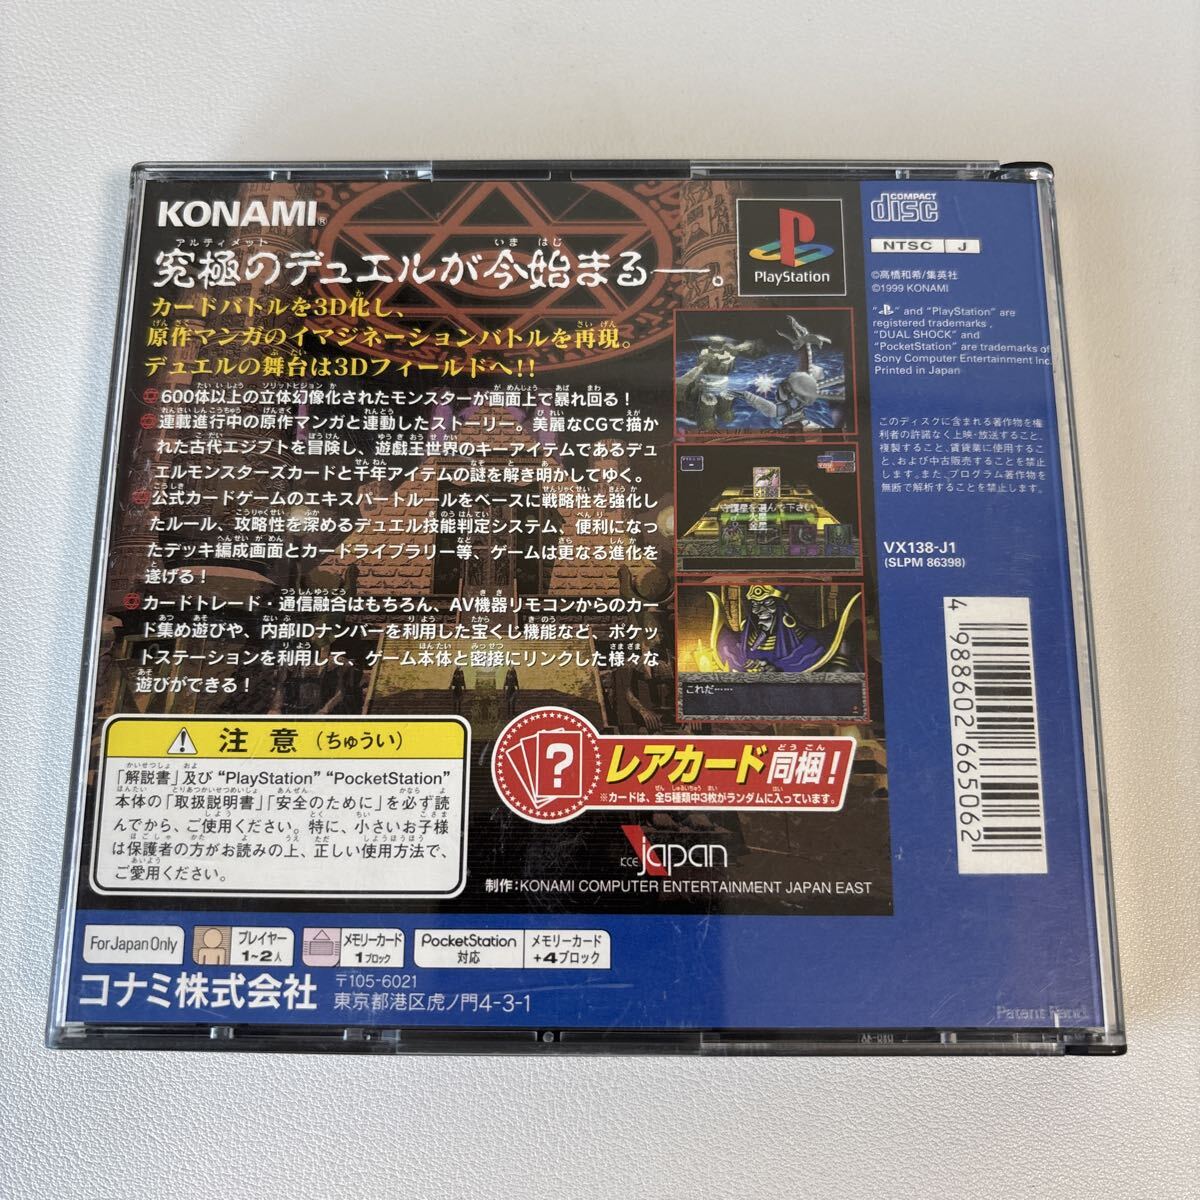 KONAMI®
アルティメット いま はじ
究極のデュエルが今始まる—。
カードバトルを3D化し、
原作マンガのイマジネーションバトルを再現。
デュエルの舞台は3Dフィールドへ!!
600体以上の立体幻像化されたモンスターが画面上で暴れ回る!
連載進行中の原作マンガと連動したストーリー。美麗なCGで描か
れた古代エジプトを冒険し、遊戯王世界のキーアイテムであるデュ
エルモンスターズカードと千年アイテムの謎を解き明かしてゆく。
公式カードゲームのエキスパートルールをベースに戦略性を強化し
たルール、攻略性を深めるデュエル技能判定システム、便利になっ
たデッキ編成画面とカードライブラリー等、ゲームは更なる進化を
遂げる!
カードトレード・通信融合はもちろん、AV機器リモコンからのカー
ド集め遊びや、内部IDナンバーを利用した宝くじ機能など、ポケッ
トステーションを利用して、ゲーム本体と密接にリンクした様々な
遊びができる!
PlayStation
守護星を選んで下さい
これだ……
注意(ちゅうい)
「解説書」及び“PlayStation”“PocketStation”
本体の「取扱説明書」「安全のために」を必ず読
んでから、ご使用ください。特に、小さいお子様
は保護者の方がお読みの上、正しい使用方法で、
ご愛用ください。
?
レアカード同梱!
※カードは、全5種類中3枚がランダムに入っています。
KCE japan
制作:KONAMI COMPUTER ENTERTAINMENT JAPAN EAST
COMPACT
disc
NTSC J
©高橋和希/集英社
©1999 KONAMI
" " and "PlayStation" are
registered trademarks,
"DUAL SHOCK" and
"PocketStation" are trademarks of
Sony Computer Entertainment Inc.
Printed in Japan
このディスクに含まれる著作物を権
利者の許諾なく上映・放送すること、
複製すること、賃貸業に使用するこ
と、および中古販売することを禁止
します。また、プログラム著作物を
無断で解析することを禁止します。
VX138-J1
(SLPM 86398)
4 988602 665062
For Japan Only
プレイヤー
1~2人
メモリーカード
1ブロック
PocketStation
対応
メモリーカード
+4ブロック
コナミ株式会社
〒105-6021
東京都港区虎ノ門4-3-1
Patent Pend.